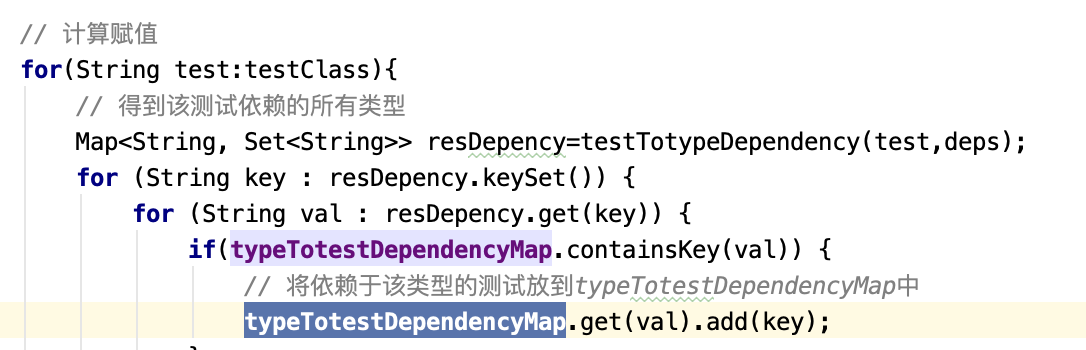 // 计算赋值
for(String test:testClass){
// 得到该测试依赖的所有类型
Map<String, Set<String>> resDepency=testTotypeDependency(test,deps);
for (String key : resDepency.keySet()) {
for (String val : resDepency.get(key)) {
if(typeTotestDependencyMap.containsKey(val)) {
// 将依赖于该类型的测试放到typeTotestDependencyMap中
typeTotestDependencyMap.get(val).add(key);